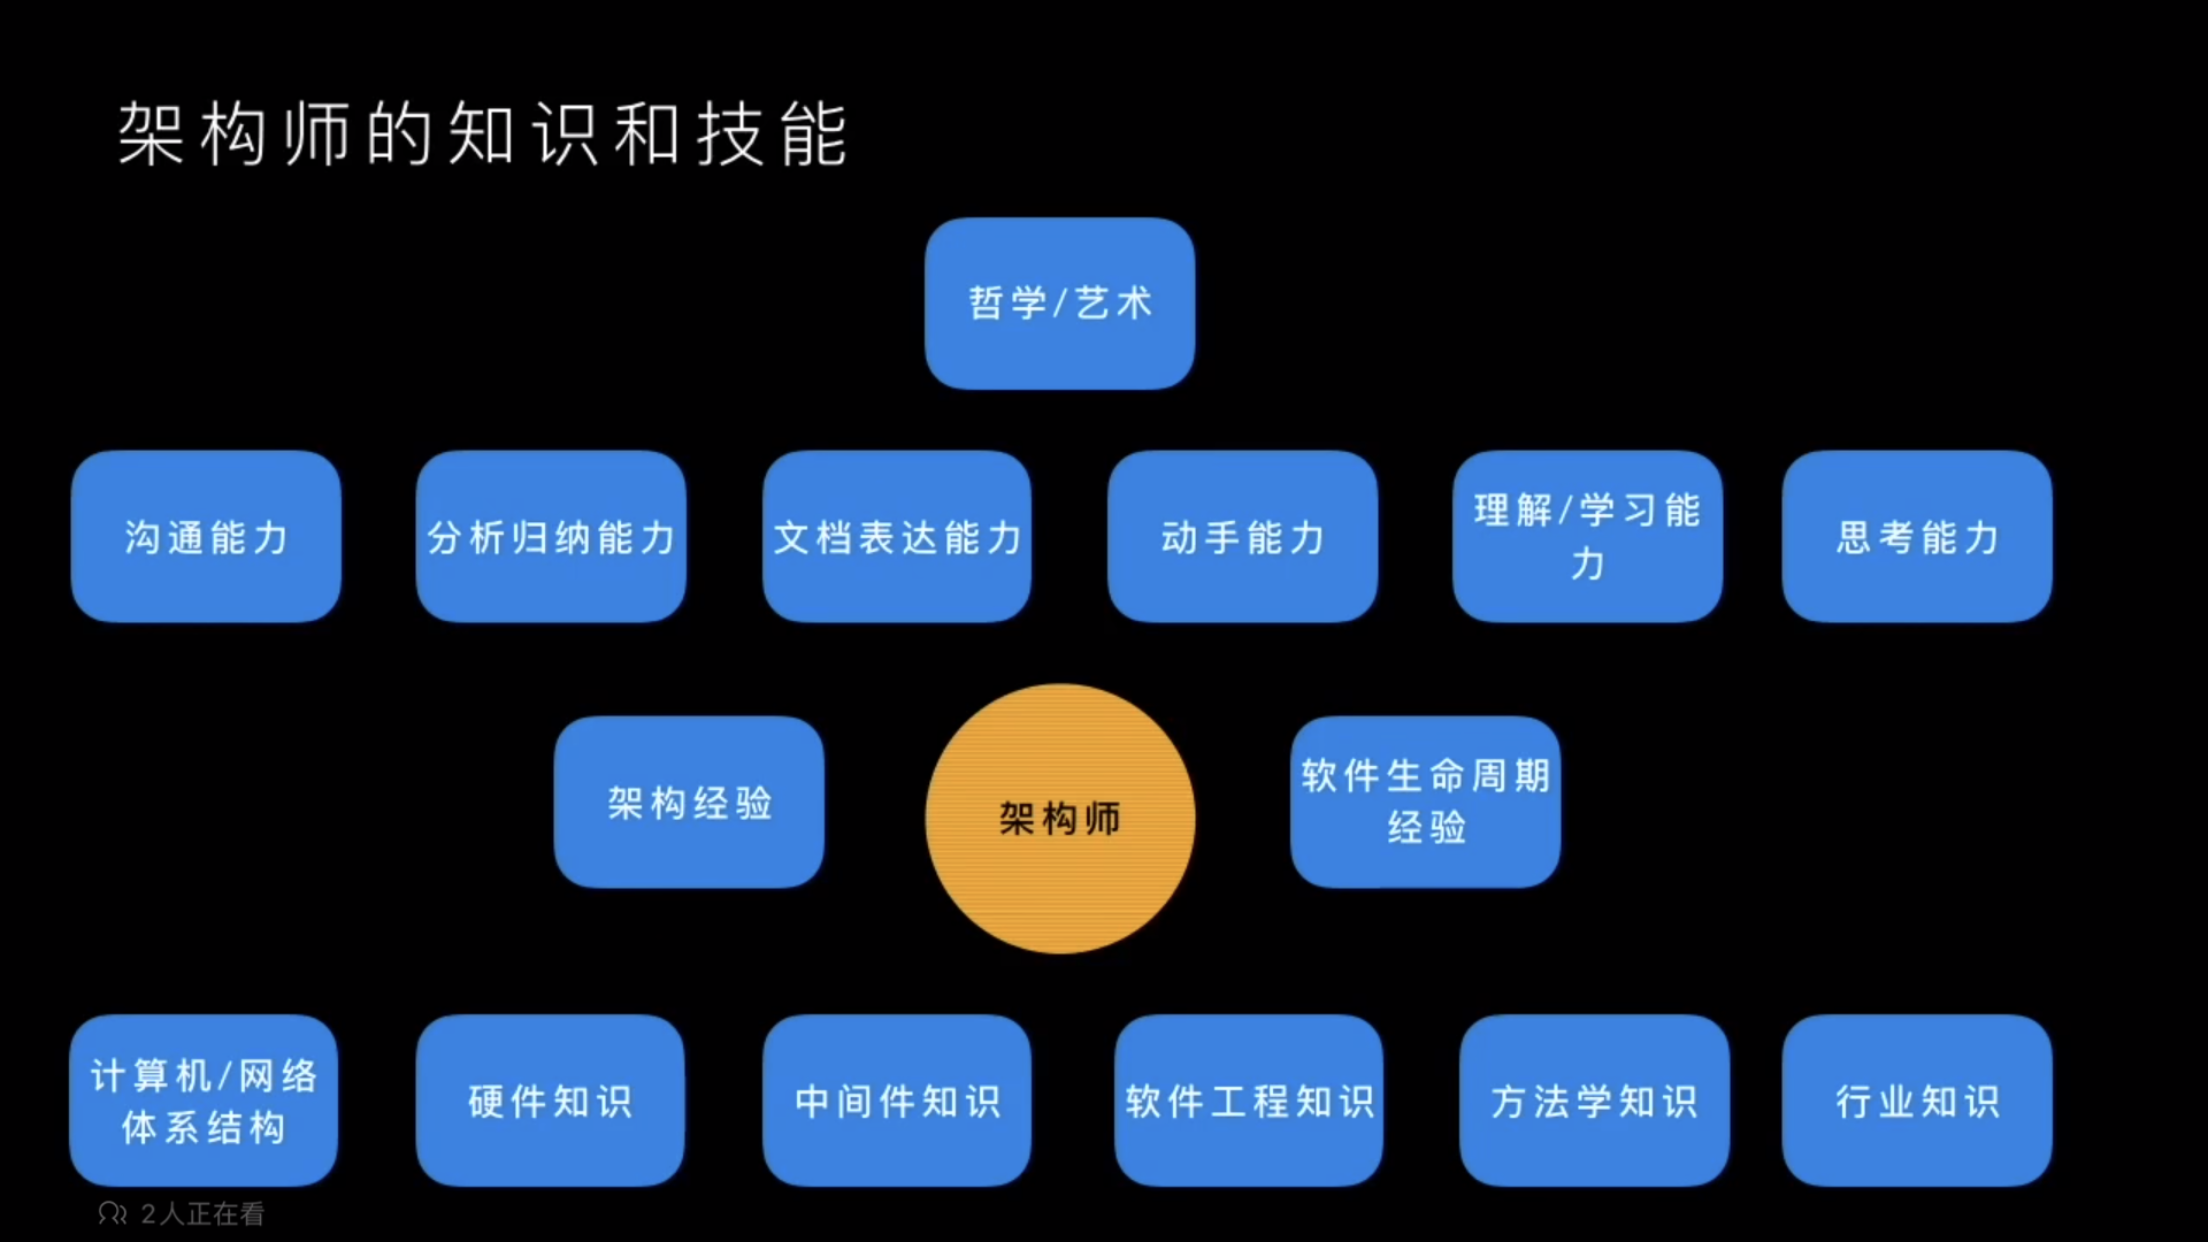 架构师的知识和技能
哲学/艺术
沟通能力
分析归纳能力
文档表达能力
动手能力
理解/学习能
力
思考能力
架构经验
架构师
软件生命周期
经验
计算机/网络
体系结构
硬件知识
中间件知识
软件工程知识
方法学知识
行业知识
2人正在看